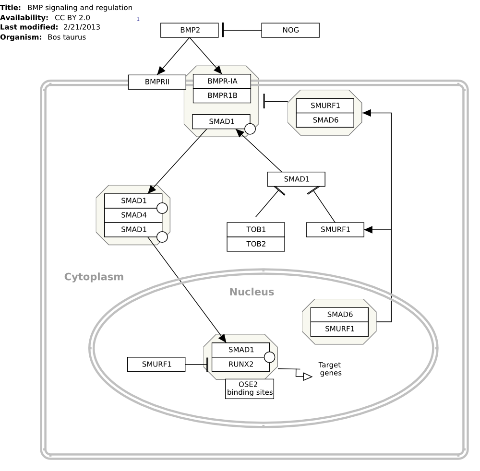 Title: BMP signaling and regulation
Availability: CC BY 2.0
Last modified: 2/21/2013
Organism: Bos taurus
1
BMP2
NOG
BMPRII
BMPR-IA
BMPR1B
SMAD1
SMURF1
SMAD6
SMAD1
SMAD1
SMAD4
SMAD1
TOB1
TOB2
SMURF1
Cytoplasm
Nucleus
SMAD6
SMURF1
SMAD1
RUNX2
SMURF1
OSE2
binding sites
Target
genes